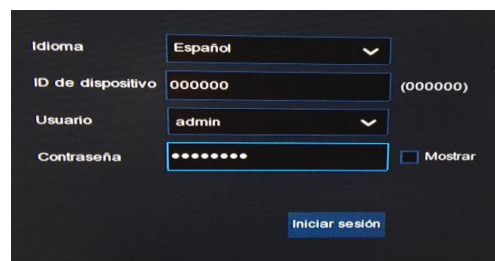 Idioma Español
ID de dispositivo 000000 (000000)
Usuario admin
Contraseña •••••••• Mostrar
Iniciar sesión